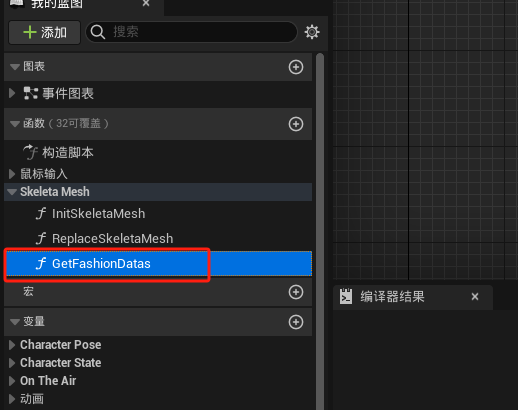 我的蓝图 ×
添加 搜索
图表
事件图表
函数（32可覆盖）
构造脚本
鼠标输入
Skeleta Mesh
InitSkeletaMesh
ReplaceSkeletaMesh
GetFashionDatas
宏
变量
Character Pose
Character State
On The Air
动画
编译器结果 ×